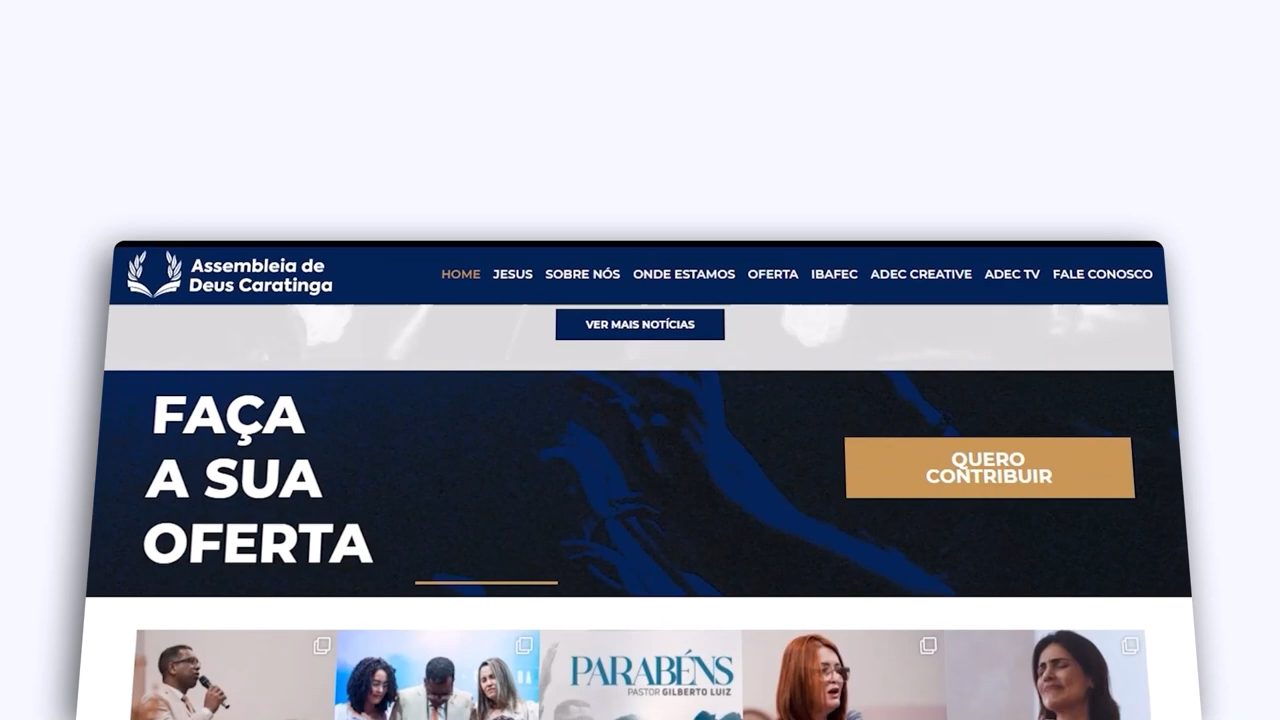 Assembleia de
Deus Caratinga
HOME JESUS SOBRE NÓS ONDE ESTAMOS OFERTA IBAFEC ADEC CREATIVE ADEC TV FALE CONOSCO
VER MAIS NOTÍCIAS
FAÇA
A SUA
OFERTA
QUERO
CONTRIBUIR
PARABÉNS
PASTOR GILBERTO LUIZ